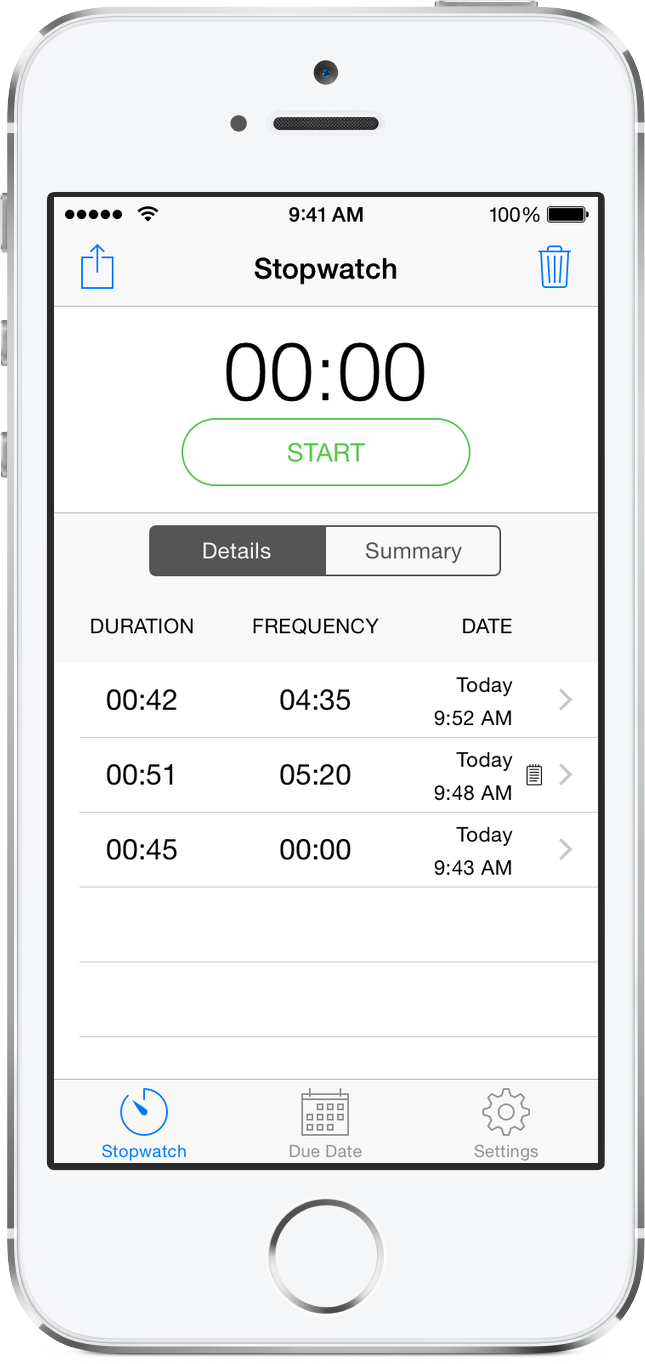 9:41 AM
100%
Stopwatch
00:00
START
Details Summary
DURATION FREQUENCY DATE
00:42 04:35 Today
9:52 AM
00:51 05:20 Today
9:48 AM
00:45 00:00 Today
9:43 AM
Stopwatch Due Date Settings